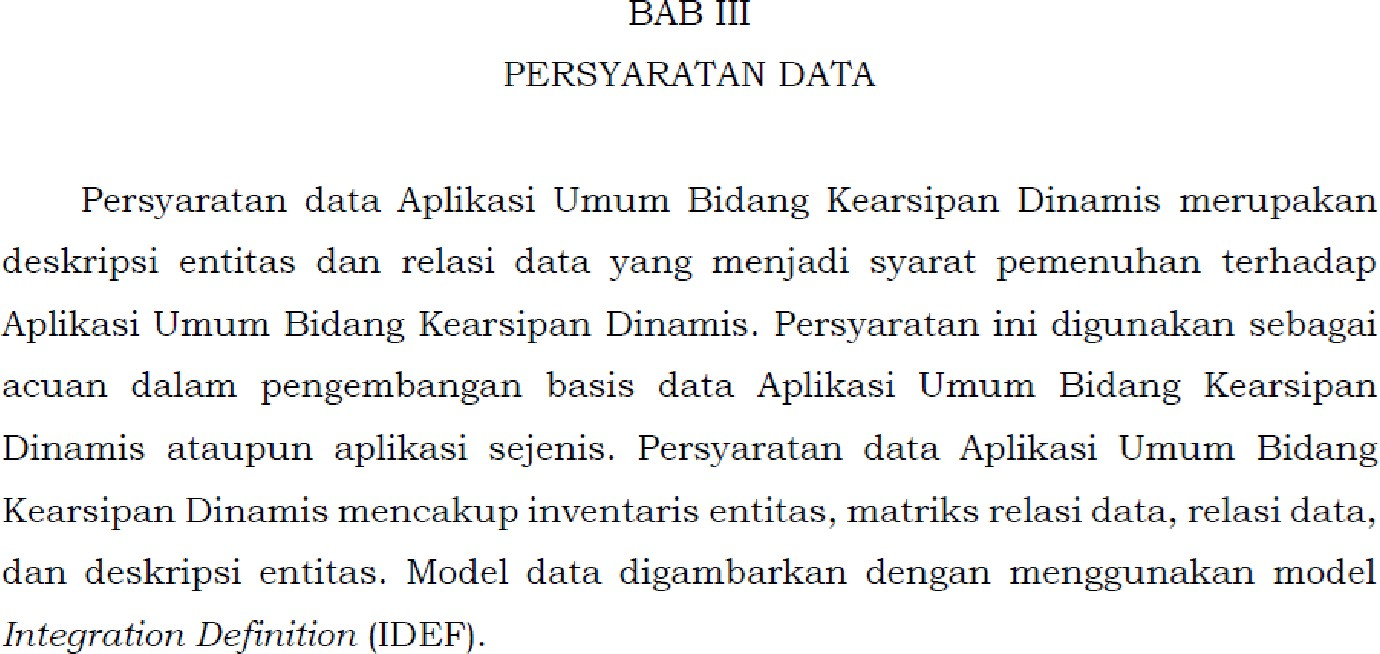 BAB III
PERSYARATAN DATA
Persyaratan data Aplikasi Umum Bidang Kearsipan Dinamis merupakan
deskripsi entitas dan relasi data yang menjadi syarat pemenuhan terhadap
Aplikasi Umum Bidang Kearsipan Dinamis. Persyaratan ini digunakan sebagai
acuan dalam pengembangan basis data Aplikasi Umum Bidang Kearsipan
Dinamis ataupun aplikasi sejenis. Persyaratan data Aplikasi Umum Bidang
Kearsipan Dinamis mencakup inventaris entitas, matriks relasi data, relasi data,
dan deskripsi entitas. Model data digambarkan dengan menggunakan model
Integration Definition (IDEF).